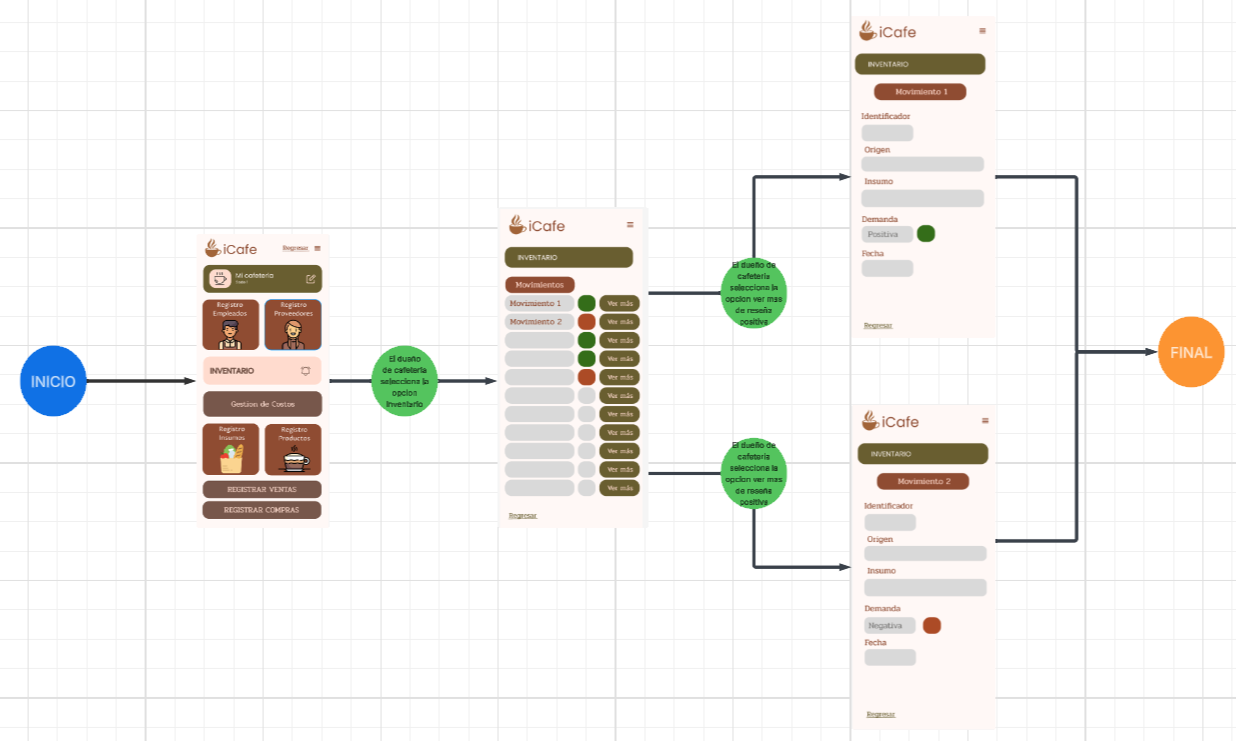 INICIO
iCafe
Regresar
Mi cafeteria
Registro
Empleados
Registro
Proveedores
INVENTARIO
Gestion de Costos
Registro
Insumos
Registro
Productos
REGISTRAR VENTAS
REGISTRAR COMPRAS
El dueño
de cafeteria
selecciona la
opcion
Inventario
iCafe
INVENTARIO
Movimientos
Movimiento 1
Ver más
Movimiento 2
Ver más
Ver más
Ver más
Ver más
Ver más
Ver más
Ver más
Ver más
Ver más
Ver más
Regresar
El dueño de
cafeteria
selecciona la
opcion ver mas
de reseña
positiva
El dueño de
cafeteria
selecciona la
opcion ver mas
de reseña
positiva
iCafe
INVENTARIO
Movimiento 1
Identificador
Origen
Insumo
Demanda
Positiva
Fecha
Regresar
iCafe
INVENTARIO
Movimiento 2
Identificador
Origen
Insumo
Demanda
Negativa
Fecha
Regresar
FINAL